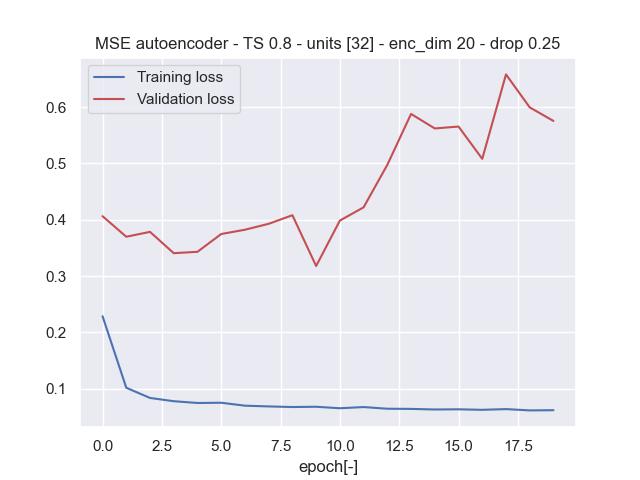 MSE autoencoder - TS 0.8 - units [32] - enc_dim 20 - drop 0.25
Training loss
Validation loss
0.6
0.5
0.4
0.3
0.2
0.1
0.0 2.5 5.0 7.5 10.0 12.5 15.0 17.5
epoch[-]